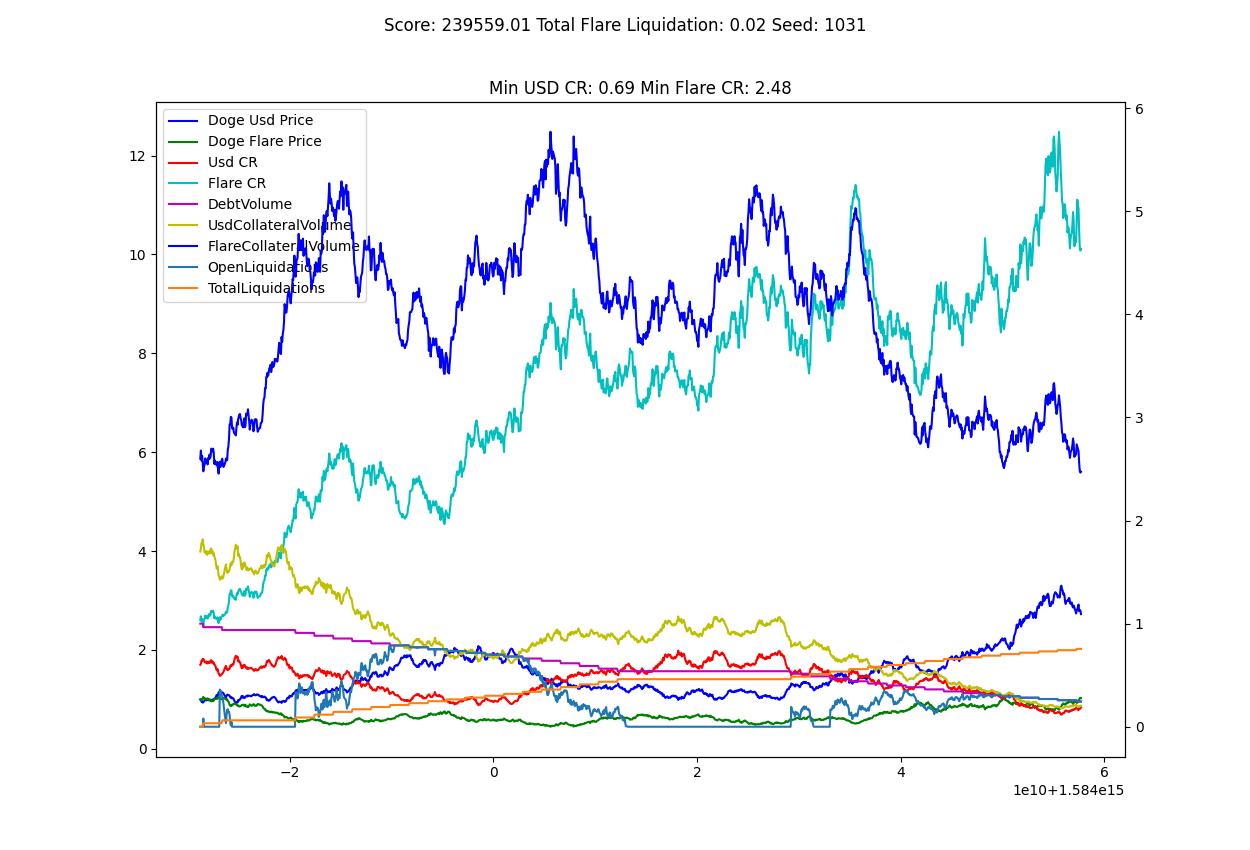 Score: 239559.01 Total Flare Liquidation: 0.02 Seed: 1031
Min USD CR: 0.69 Min Flare CR: 2.48
Doge Usd Price
Doge Flare Price
Usd CR
Flare CR
DebtVolume
UsdCollateralVolume
FlareCollateralVolume
OpenLiquidations
TotalLiquidations
12
10
8
6
4
2
0
6
5
4
3
2
1
0
−2
0
2
4
6
1e10+1.584e15